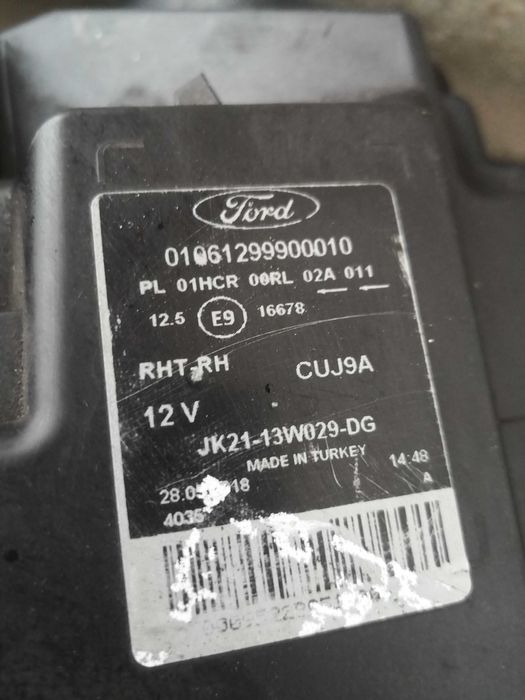 Ford
01061299900010
PL 01HCR 00RL 02A 011
12.5 E9 16678
RHT-RH CUJ9A
12 V
JK21-13W029-DG
MADE IN TURKEY
14:48
A